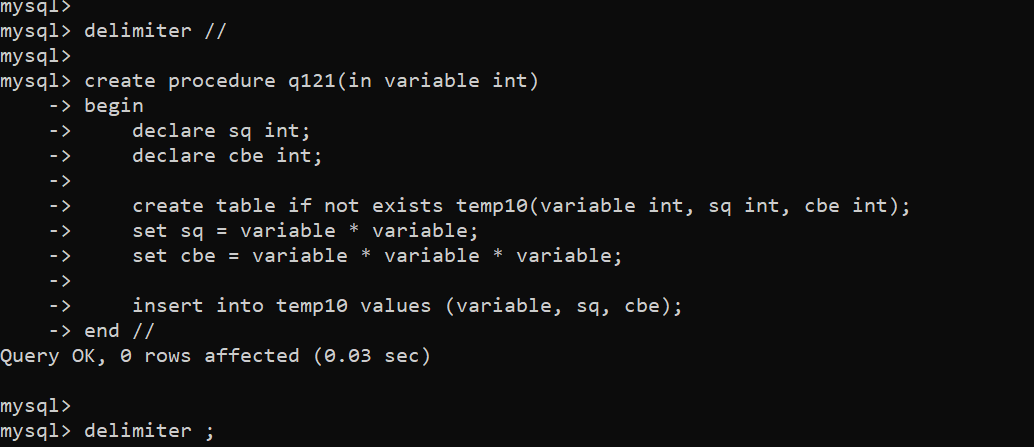 mysql>
mysql> delimiter //
mysql>
mysql> create procedure q121(in variable int)
    -> begin
    ->     declare sq int;
    ->     declare cbe int;
    ->
    ->     create table if not exists temp10(variable int, sq int, cbe int);
    ->     set sq = variable * variable;
    ->     set cbe = variable * variable * variable;
    ->
    ->     insert into temp10 values (variable, sq, cbe);
    -> end //
Query OK, 0 rows affected (0.03 sec)

mysql>
mysql> delimiter ;